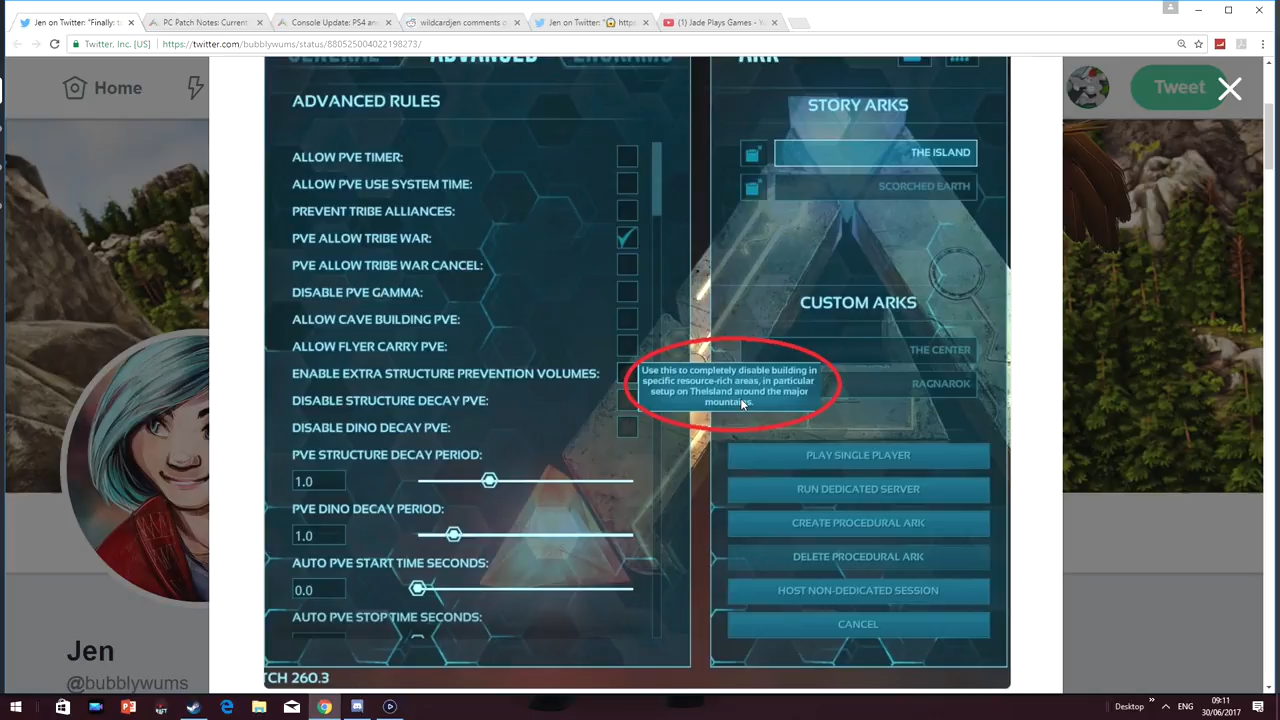 Jen on Twitter: "Finally: t
PC Patch Notes: Current
Console Update: PS4 an
wildcardjen comments o
Jen on Twitter: "😱 http
(1) Jade Plays Games - Y
Twitter, Inc. [US]
https://twitter.com/bubblywums/status/880525004022198273/
Home
Tweet
GENERAL
ADVANCED
ENGRAMS
ARK
ADVANCED RULES
ALLOW PVE TIMER:
ALLOW PVE USE SYSTEM TIME:
PREVENT TRIBE ALLIANCES:
PVE ALLOW TRIBE WAR:
PVE ALLOW TRIBE WAR CANCEL:
DISABLE PVE GAMMA:
ALLOW CAVE BUILDING PVE:
ALLOW FLYER CARRY PVE:
ENABLE EXTRA STRUCTURE PREVENTION VOLUMES:
DISABLE STRUCTURE DECAY PVE:
DISABLE DINO DECAY PVE:
PVE STRUCTURE DECAY PERIOD:
1.0
PVE DINO DECAY PERIOD:
1.0
AUTO PVE START TIME SECONDS:
0.0
AUTO PVE STOP TIME SECONDS:
Use this to completely disable building in
specific resource-rich areas, in particular
setup on TheIsland around the major
mountains.
STORY ARKS
THE ISLAND
SCORCHED EARTH
CUSTOM ARKS
THE CENTER
RAGNAROK
PLAY SINGLE PLAYER
RUN DEDICATED SERVER
CREATE PROCEDURAL ARK
DELETE PROCEDURAL ARK
HOST NON-DEDICATED SESSION
CANCEL
TCH 260.3
Jen
@bubblywums
Desktop
ENG
09:11
30/06/2017